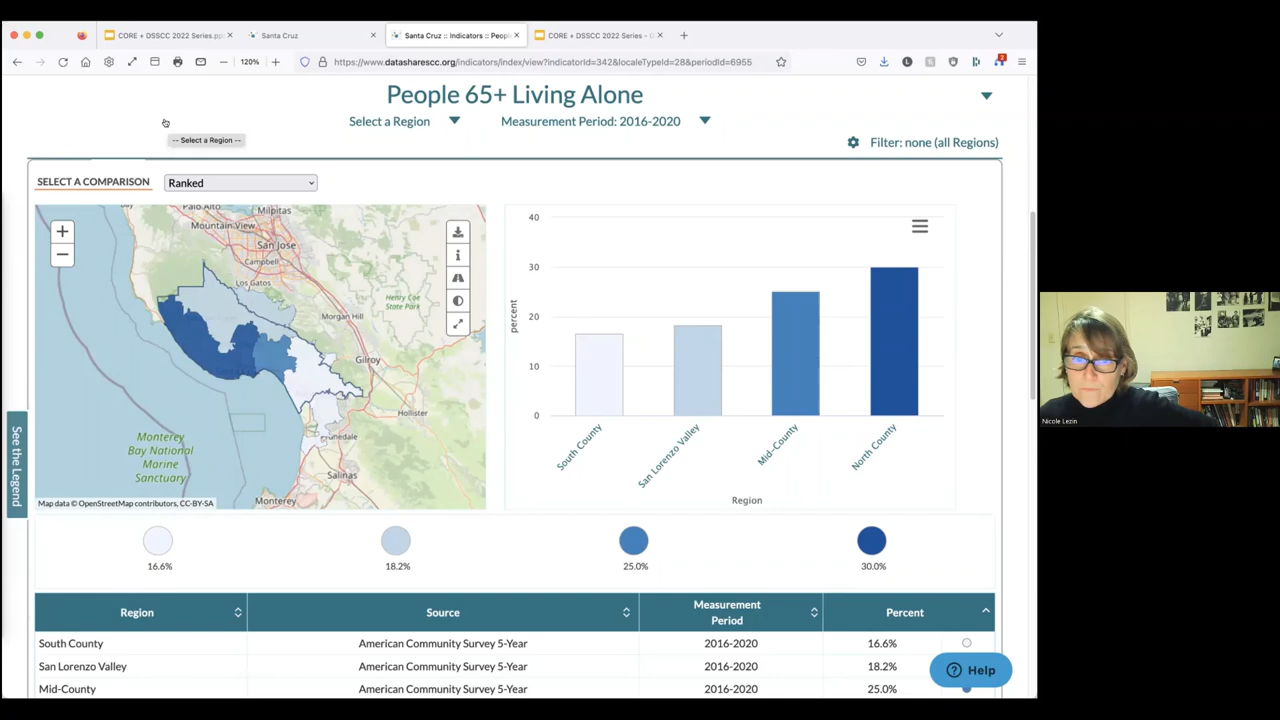 CORE + DSSCC 2022 Series.pp
Santa Cruz
Santa Cruz :: Indicators :: People
CORE + DSSCC 2022 Series - G
120%
https://www.datasharescc.org/indicators/index/view?indicatorId=342&localeTypeId=28&periodId=6955
2
People 65+ Living Alone
Select a Region
Measurement Period: 2016-2020
-- Select a Region --
Filter: none (all Regions)
SELECT A COMPARISON
Ranked
Palo Alto
Milpitas
Mountain View
San Jose
Campbell
Los Gatos
Henry Coe
State Park
Morgan Hill
Gilroy
Hollister
Salinas
Monterey
Monterey
Bay National
Marine
Sanctuary
+
−
Map data © OpenStreetMap contributors, CC-BY-SA
See the Legend
40
30
20
10
0
percent
South County
San Lorenzo Valley
Mid-County
North County
Region
16.6%
18.2%
25.0%
30.0%
Region
Source
Measurement
Period
Percent
South County American Community Survey 5-Year 2016-2020 16.6%
San Lorenzo Valley American Community Survey 5-Year 2016-2020 18.2%
Mid-County American Community Survey 5-Year 2016-2020 25.0%
Help
Nicole Lezin